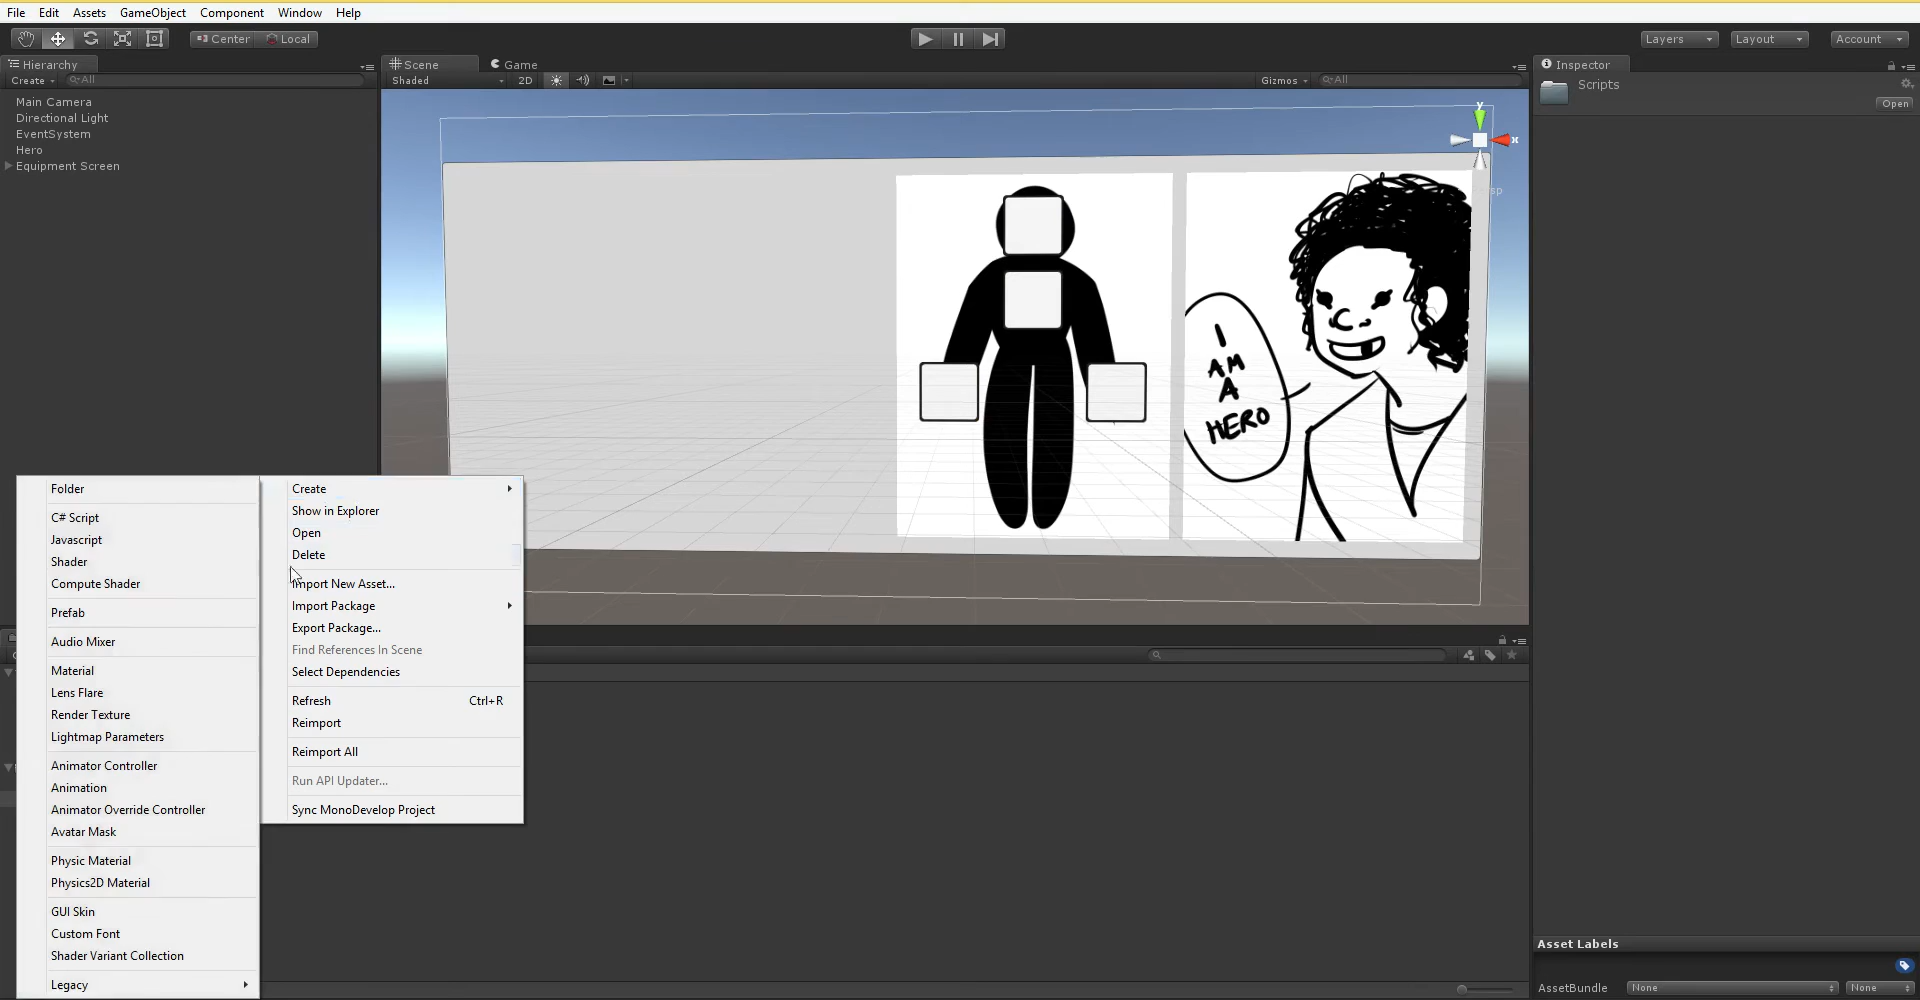 File Edit Assets GameObject Component Window Help
Center Local
Layers Layout Account
Hierarchy
Create All
Main Camera
Directional Light
EventSystem
Hero
Equipment Screen
Scene Game
Shaded 2D Gizmos All
y
x
I
AM
A
HERO
Inspector
Scripts
Open
Folder
C# Script
Javascript
Shader
Compute Shader
Prefab
Audio Mixer
Material
Lens Flare
Render Texture
Lightmap Parameters
Animator Controller
Animation
Animator Override Controller
Avatar Mask
Physic Material
Physics2D Material
GUI Skin
Custom Font
Shader Variant Collection
Legacy
Create
Show in Explorer
Open
Delete
Import New Asset...
Import Package
Export Package...
Find References In Scene
Select Dependencies
Refresh Ctrl+R
Reimport
Reimport All
Run API Updater...
Sync MonoDevelop Project
Asset Labels
AssetBundle None None